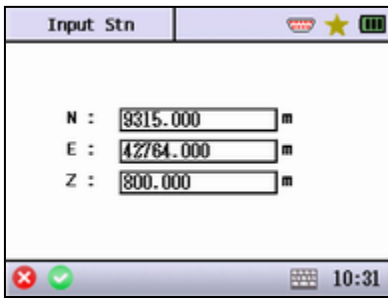 Input Stn
N : 9315.000 m
E : 42764.000 m
Z : 800.000 m
10:31